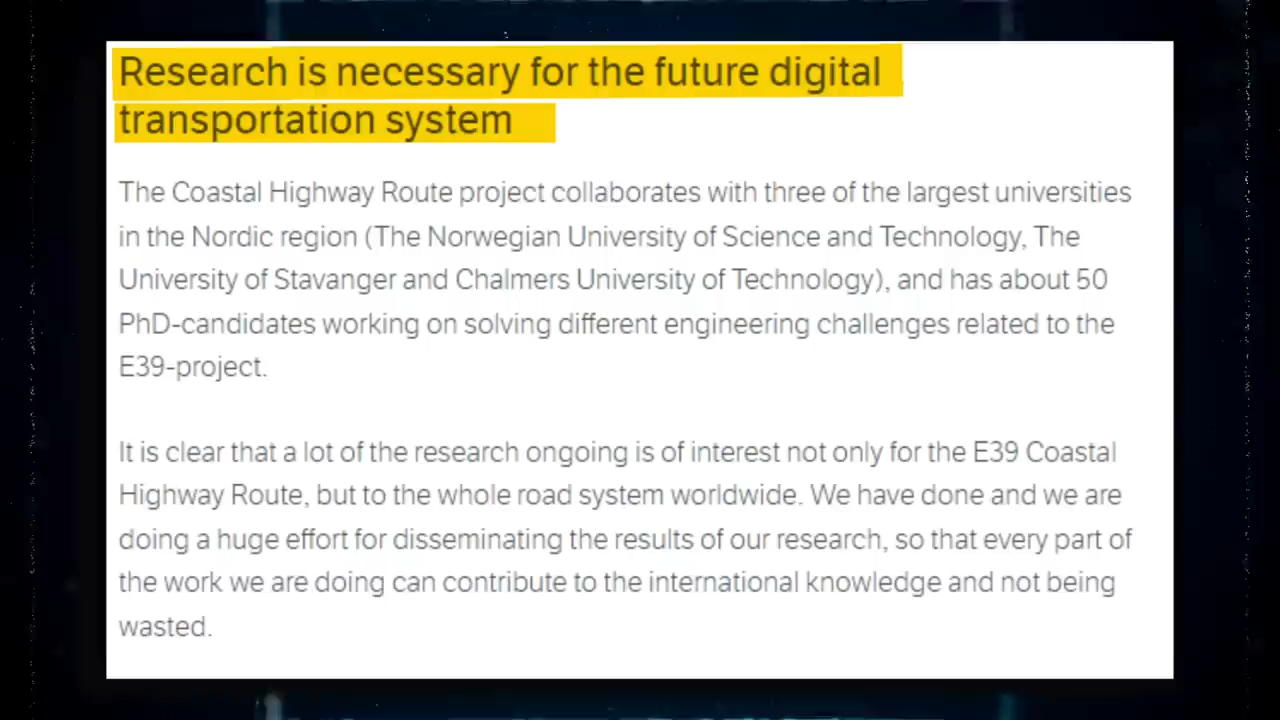 Research is necessary for the future digital
transportation system
The Coastal Highway Route project collaborates with three of the largest universities
in the Nordic region (The Norwegian University of Science and Technology, The
University of Stavanger and Chalmers University of Technology), and has about 50
PhD-candidates working on solving different engineering challenges related to the
E39-project.
It is clear that a lot of the research ongoing is of interest not only for the E39 Coastal
Highway Route, but to the whole road system worldwide. We have done and we are
doing a huge effort for disseminating the results of our research, so that every part of
the work we are doing can contribute to the international knowledge and not being
wasted.